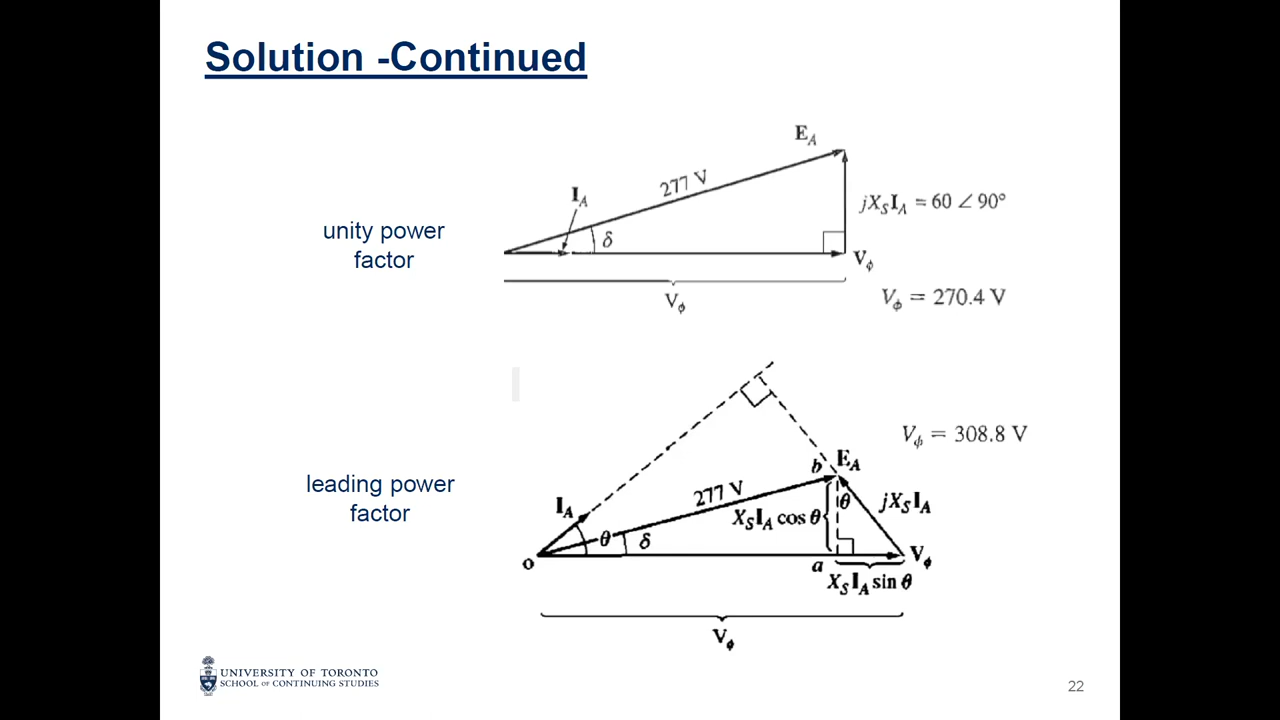 Solution -Continued
E_A
277 V
I_A
jX_S I_A = 60 ∠ 90°
unity power
factor
δ
V_ϕ
V_ϕ
V_ϕ = 270.4 V
V_ϕ = 308.8 V
b E_A
leading power
factor
277 V
θ
jX_S I_A
I_A
X_S I_A cos θ
θ
δ
o
a
V_ϕ
X_S I_A sin θ
V_ϕ
UNIVERSITY OF TORONTO
SCHOOL OF CONTINUING STUDIES
22